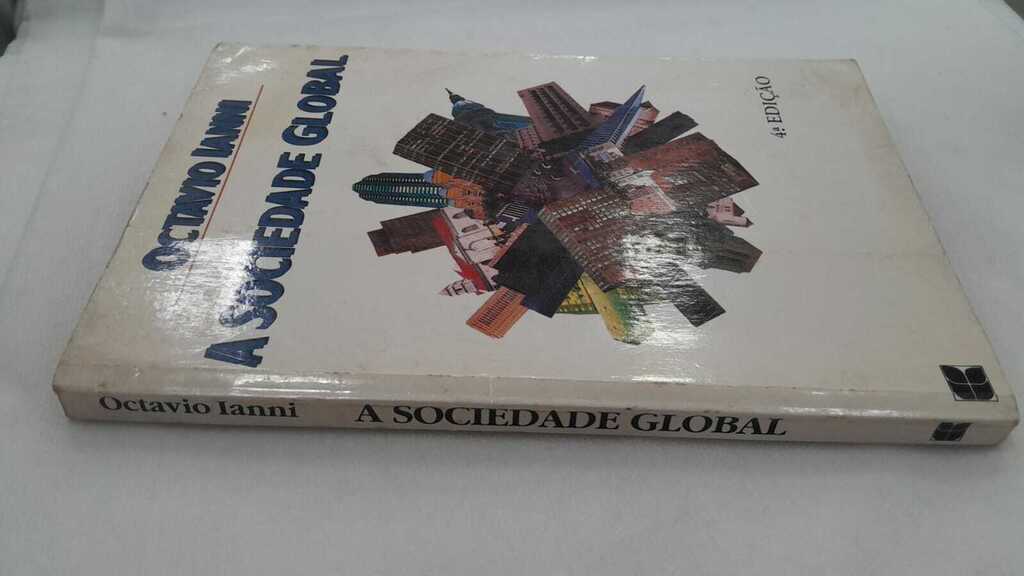 OCTAVIO IANNI
A SOCIEDADE GLOBAL
4ª EDIÇÃO
Octavio Ianni A SOCIEDADE GLOBAL